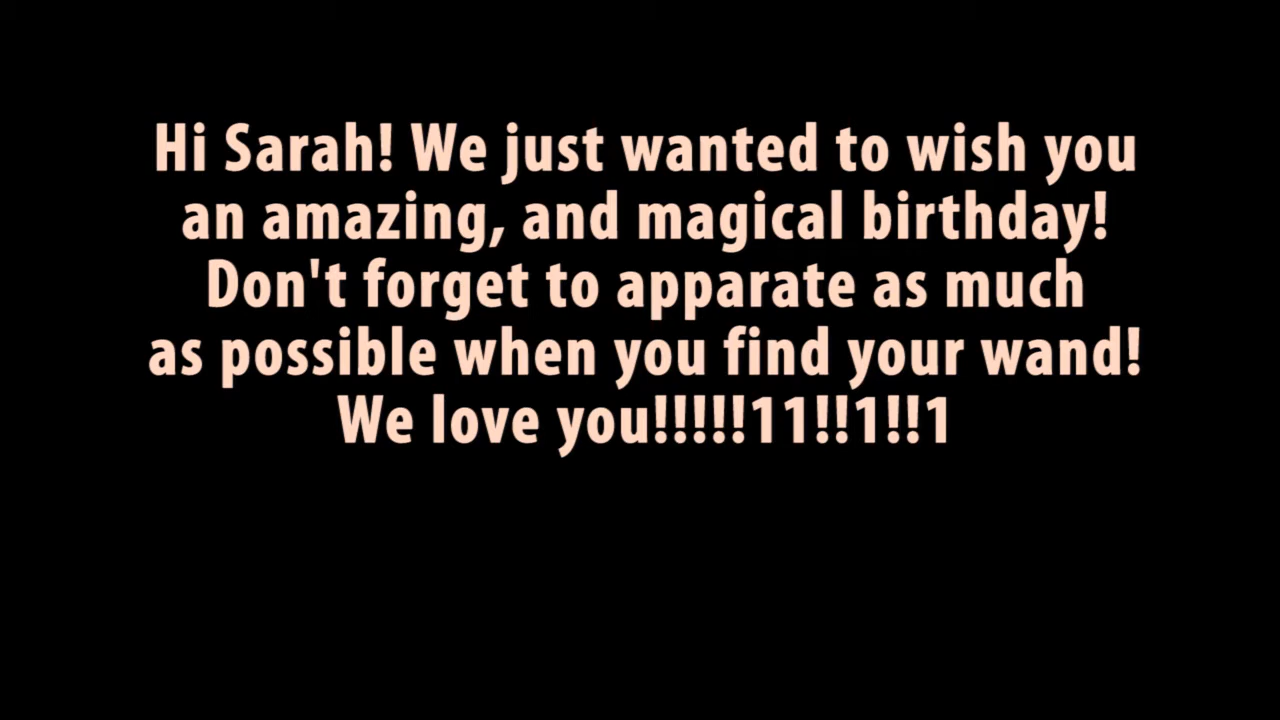 Hi Sarah! We just wanted to wish you
an amazing, and magical birthday!
Don't forget to apparate as much
as possible when you find your wand!
We love you!!!!!11!!1!!1